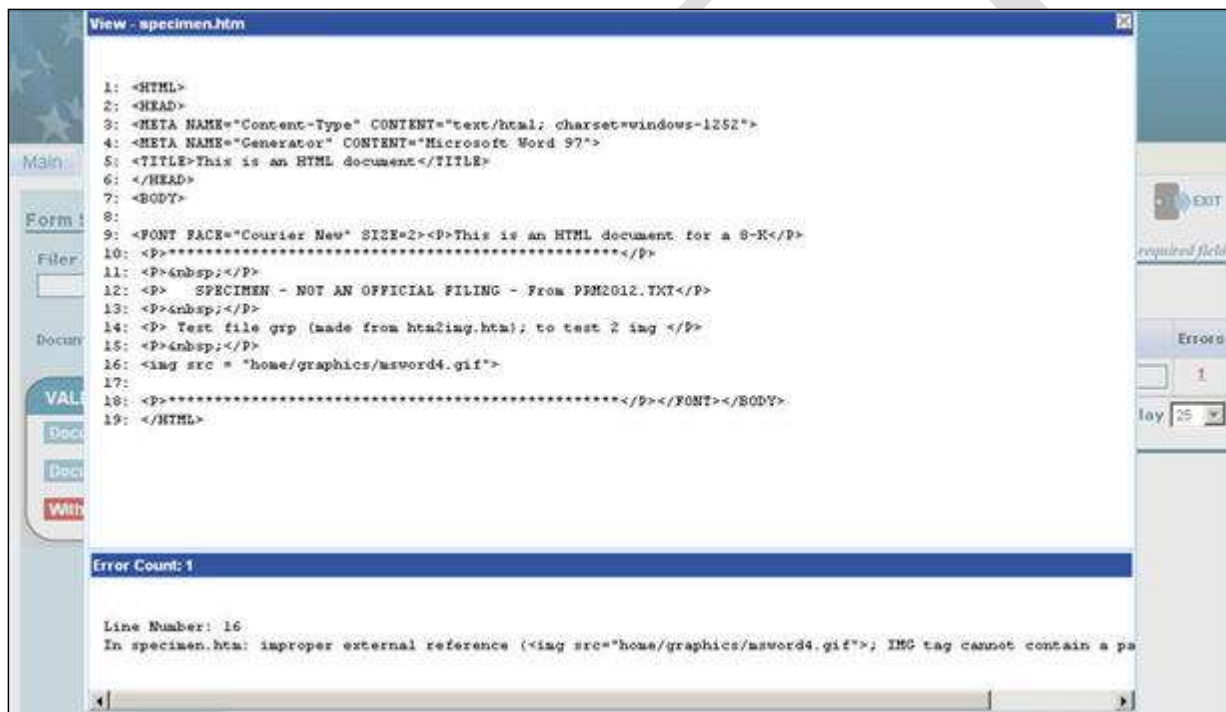 View - specimen.htm
1: <HTML>
2: <HEAD>
3: <META NAME="Content-Type" CONTENT="text/html; charset=windows-1252">
4: <META NAME="Generator" CONTENT="Microsoft Word 97">
5: <TITLE>This is an HTML document</TITLE>
6: </HEAD>
7: <BODY>
8:
9: <FONT FACE="Courier New" SIZE=2><P>This is an HTML document for a 8-K</P>
10: <P>*************************************************</P>
11: <P>&nbsp;</P>
12: <P>   SPECIMEN - NOT AN OFFICIAL FILING - From PRM2012.TXT</P>
13: <P>&nbsp;</P>
14: <P> Test file grp (made from htm2img.htm); to test 2 img </P>
15: <P>&nbsp;</P>
16: <img src = "home/graphics/msword4.gif">
17:
18: <P>*************************************************</P></FONT></BODY>
19: </HTML>
Main
Form
Filer
Docum
VAL
Docu
Docu
With
EXIT
required field
Errors
1
lay 25
Error Count: 1
Line Number: 16
In specimen.htm: improper external reference (<img src="home/graphics/msword4.gif">; IMG tag cannot contain a pa